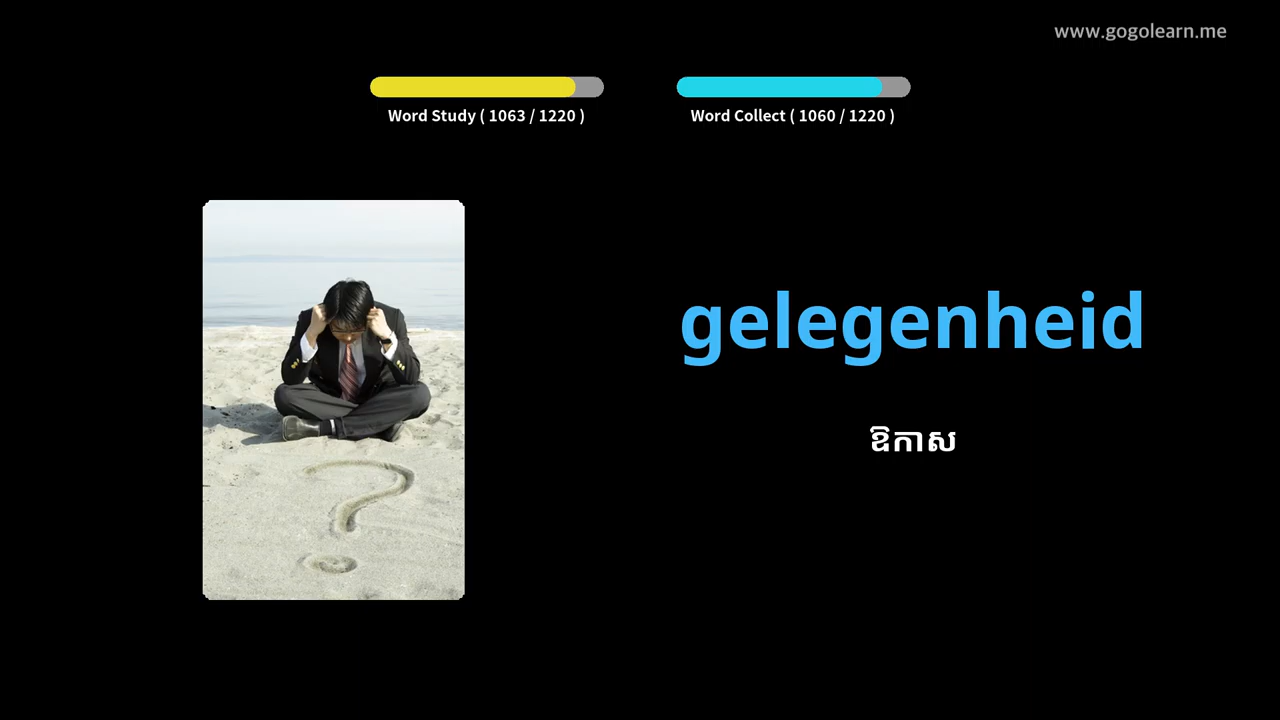 www.gogolearn.me
Word Study ( 1063 / 1220 )
Word Collect ( 1060 / 1220 )
gelegenheid
ឱកាស
?